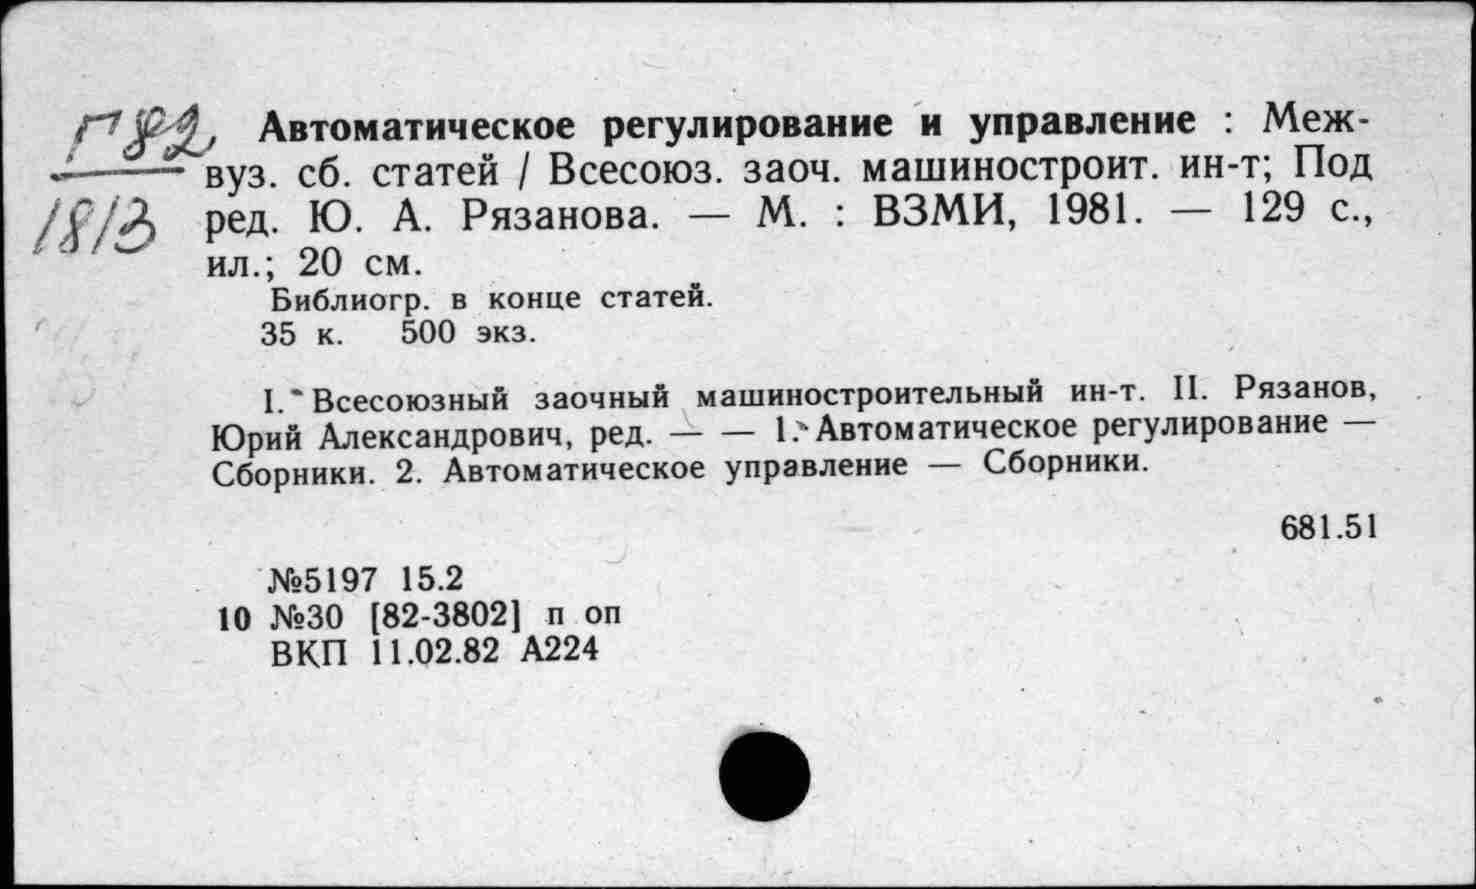 Г82
1813
Автоматическое регулирование и управление : Меж-
вуз. сб. статей / Всесоюз. заоч. машиностроит. ин-т; Под
ред. Ю. А. Рязанова. — М. : ВЗМИ, 1981. — 129 с.,
ил.; 20 см.
Библиогр. в конце статей.
35 к. 500 экз.
I. Всесоюзный заочный машиностроительный ин-т. II. Рязанов,
Юрий Александрович, ред. — — 1. Автоматическое регулирование —
Сборники. 2. Автоматическое управление — Сборники.
681.51
№5197 15.2
10 №30 [82-3802] п оп
ВКП 11.02.82 А224